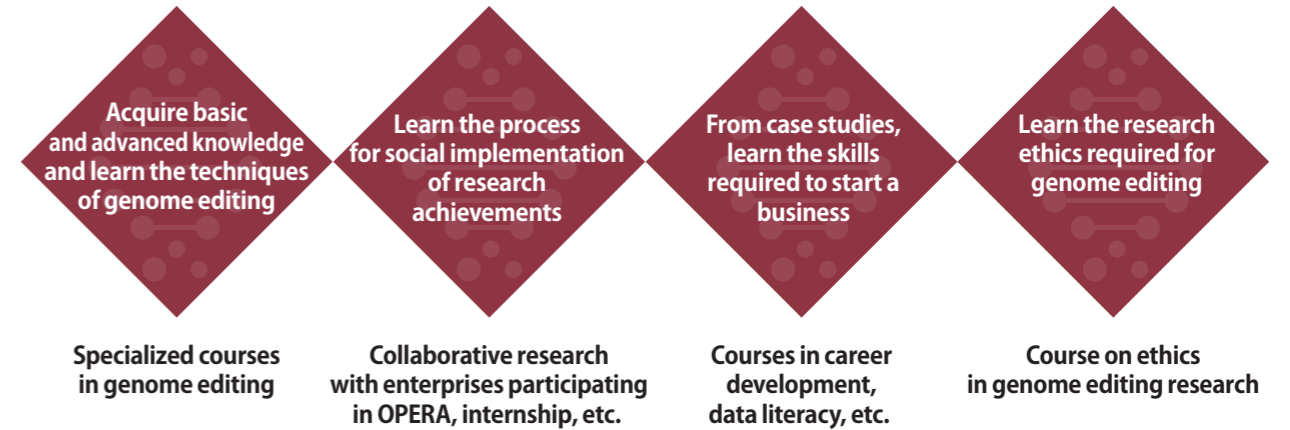 Acquire basic
and advanced knowledge
and learn the techniques
of genome editing
Learn the process
for social implementation
of research
achievements
From case studies,
learn the skills
required to start a
business
Learn the research
ethics required for
genome editing
Specialized courses
in genome editing
Collaborative research
with enterprises participating
in OPERA, internship, etc.
Courses in career
development,
data literacy, etc.
Course on ethics
in genome editing research